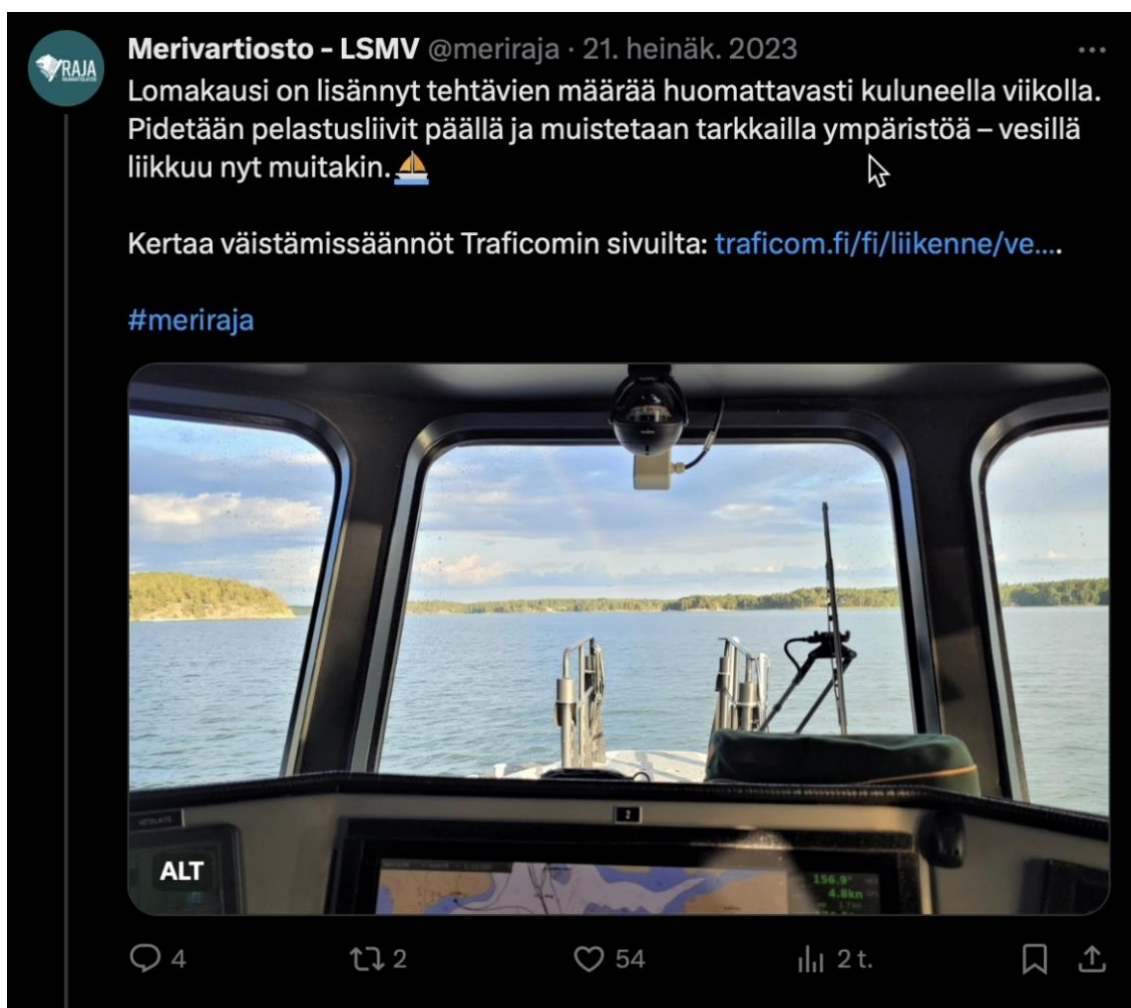 RAJA
Merivartiosto - LSMV @meriraja · 21. heinäk. 2023
Lomakausi on lisännyt tehtävien määrää huomattavasti kuluneella viikolla.
Pidetään pelastusliivit päällä ja muistetaan tarkkailla ympäristöä – vesillä
liikkuu nyt muitakin.⛵
Kertaa väistämissäännöt Traficomin sivuilta: traficom.fi/fi/liikenne/ve....
#meriraja
2
ALT
156.9°
4.8kn
4
2
54
2 t.